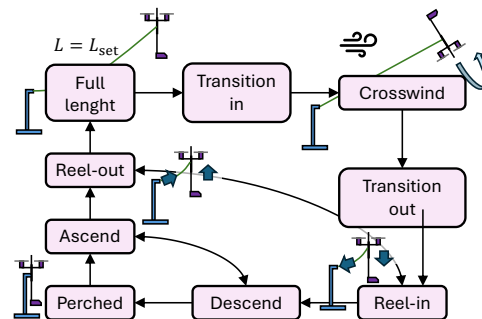 L = L_set
Full
lenght
Transition
in
Crosswind
Reel-out
Transition
out
Ascend
Perched
Descend
Reel-in